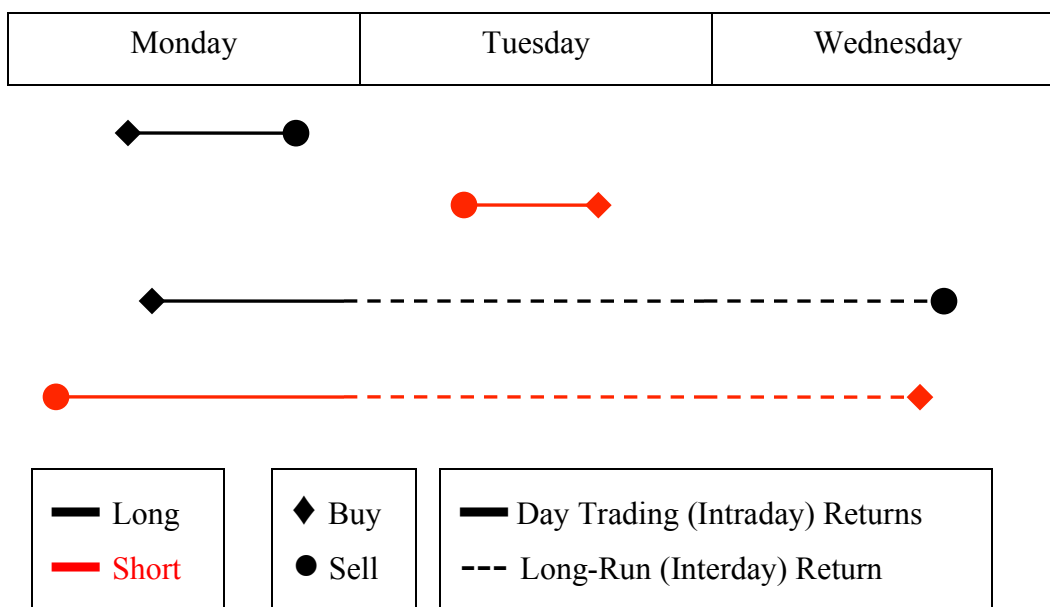 Monday Tuesday Wednesday
Long Buy Day Trading (Intraday) Returns
Short Sell Long-Run (Interday) Return